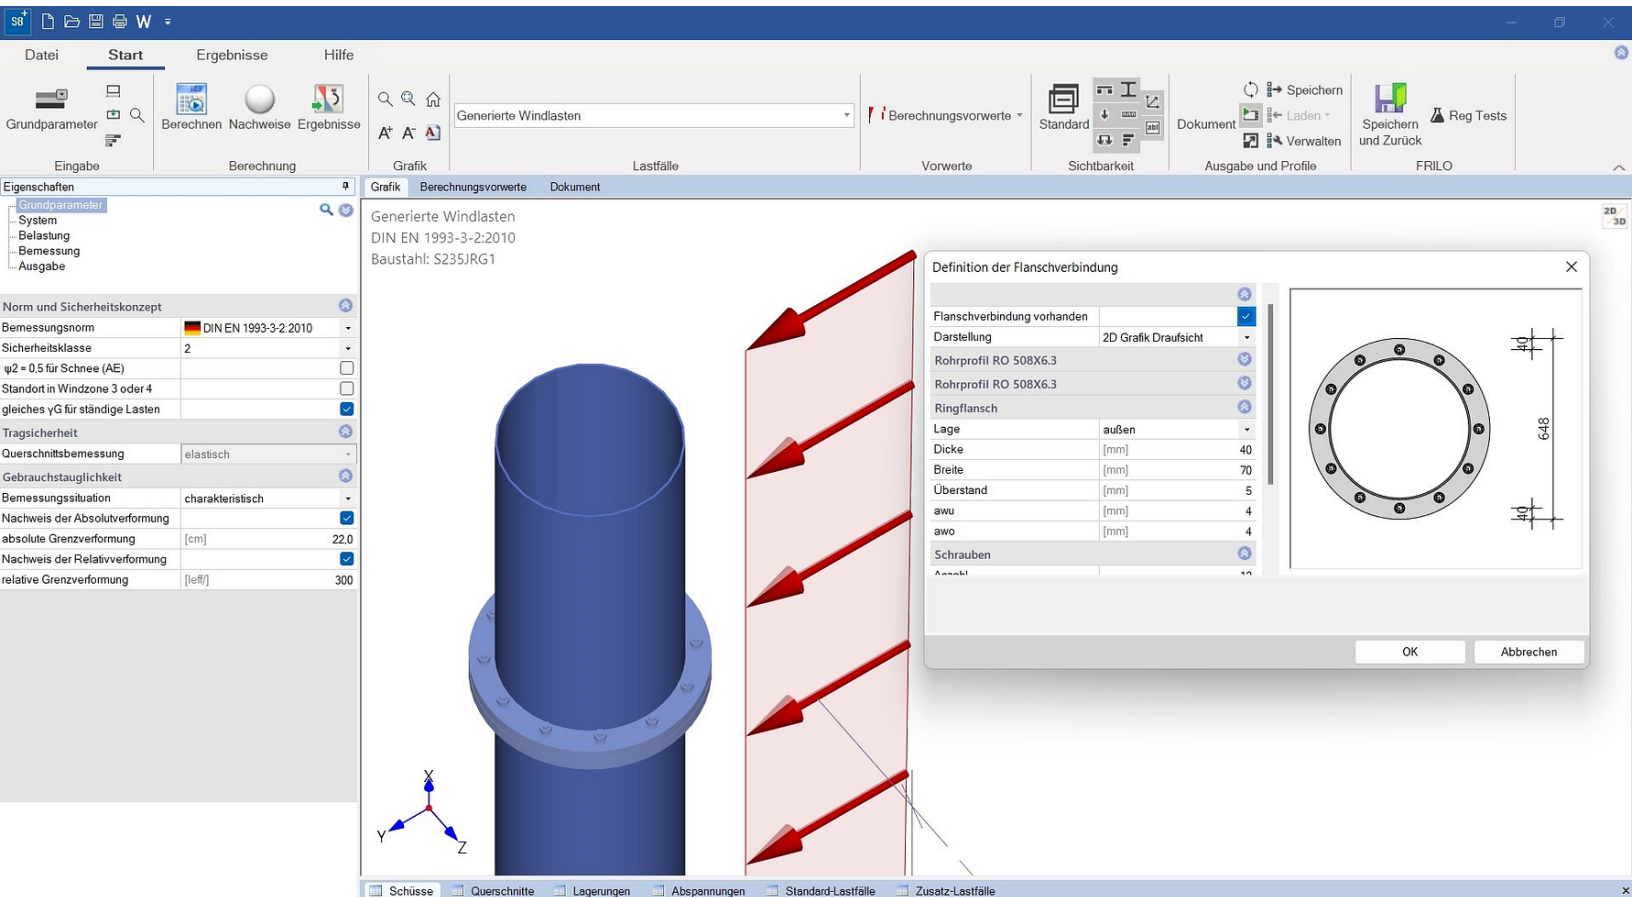 S8+ W
Datei Start Ergebnisse Hilfe
Grundparameter Berechnen Nachweise Ergebnisse
Generierte Windlasten
Berechnungsvorwerte
Standard
Dokument Speichern
Laden
Verwalten
Speichern und Zurück
Reg Tests
Eingabe Berechnung Grafik Lastfälle Vorwerte Sichtbarkeit Ausgabe und Profile FRILO
Eigenschaften
Grundparameter
System
Belastung
Bemessung
Ausgabe
Norm und Sicherheitskonzept
Bemessungsnorm DIN EN 1993-3-2:2010
Sicherheitsklasse 2
ψ2 = 0,5 für Schnee (AE)
Standort in Windzone 3 oder 4
gleiches γG für ständige Lasten
Tragsicherheit
Querschnittsbemessung elastisch
Gebrauchstauglichkeit
Bemessungssituation charakteristisch
Nachweis der Absolutverformung
absolute Grenzverformung [cm] 22,0
Nachweis der Relativverformung
relative Grenzverformung [leff/] 300
Grafik Berechnungsvorwerte Dokument
Generierte Windlasten
DIN EN 1993-3-2:2010
Baustahl: S235JRG1
2D/3D
X
Y
Z
Definition der Flanschverbindung
Flanschverbindung vorhanden
Darstellung 2D Grafik Draufsicht
Rohrprofil RO 508X6.3
Rohrprofil RO 508X6.3
Ringflansch
Lage außen
Dicke [mm] 40
Breite [mm] 70
Überstand [mm] 5
awu [mm] 4
awo [mm] 4
Schrauben
Anzahl 12
40
648
40
OK Abbrechen
Schüsse Querschnitte Lagerungen Abspannungen Standard-Lastfälle Zusatz-Lastfälle